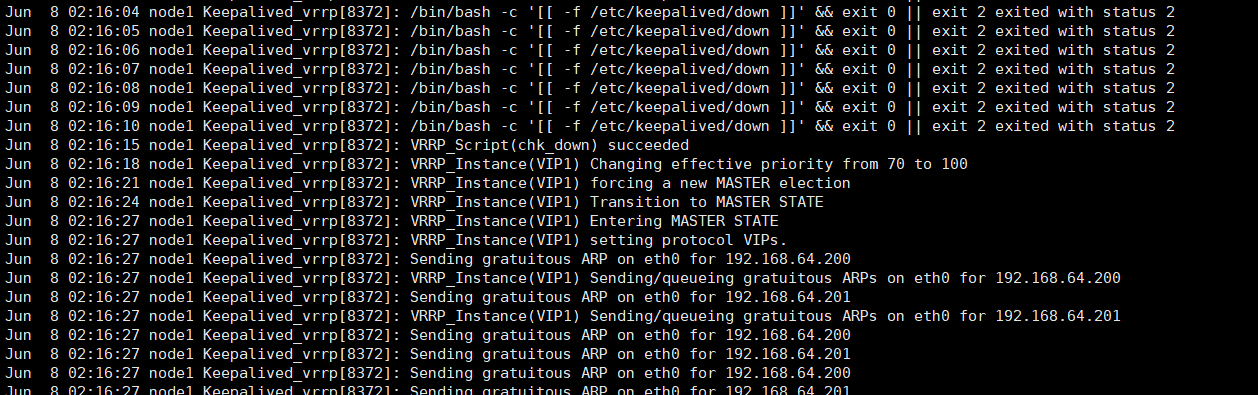 Jun  8 02:16:04 node1 Keepalived_vrrp[8372]: /bin/bash -c '[[ -f /etc/keepalived/down ]]' && exit 0 || exit 2 exited with status 2
Jun  8 02:16:05 node1 Keepalived_vrrp[8372]: /bin/bash -c '[[ -f /etc/keepalived/down ]]' && exit 0 || exit 2 exited with status 2
Jun  8 02:16:06 node1 Keepalived_vrrp[8372]: /bin/bash -c '[[ -f /etc/keepalived/down ]]' && exit 0 || exit 2 exited with status 2
Jun  8 02:16:07 node1 Keepalived_vrrp[8372]: /bin/bash -c '[[ -f /etc/keepalived/down ]]' && exit 0 || exit 2 exited with status 2
Jun  8 02:16:08 node1 Keepalived_vrrp[8372]: /bin/bash -c '[[ -f /etc/keepalived/down ]]' && exit 0 || exit 2 exited with status 2
Jun  8 02:16:09 node1 Keepalived_vrrp[8372]: /bin/bash -c '[[ -f /etc/keepalived/down ]]' && exit 0 || exit 2 exited with status 2
Jun  8 02:16:10 node1 Keepalived_vrrp[8372]: /bin/bash -c '[[ -f /etc/keepalived/down ]]' && exit 0 || exit 2 exited with status 2
Jun  8 02:16:15 node1 Keepalived_vrrp[8372]: VRRP_Script(chk_down) succeeded
Jun  8 02:16:18 node1 Keepalived_vrrp[8372]: VRRP_Instance(VIP1) Changing effective priority from 70 to 100
Jun  8 02:16:21 node1 Keepalived_vrrp[8372]: VRRP_Instance(VIP1) forcing a new MASTER election
Jun  8 02:16:24 node1 Keepalived_vrrp[8372]: VRRP_Instance(VIP1) Transition to MASTER STATE
Jun  8 02:16:27 node1 Keepalived_vrrp[8372]: VRRP_Instance(VIP1) Entering MASTER STATE
Jun  8 02:16:27 node1 Keepalived_vrrp[8372]: VRRP_Instance(VIP1) setting protocol VIPs.
Jun  8 02:16:27 node1 Keepalived_vrrp[8372]: Sending gratuitous ARP on eth0 for 192.168.64.200
Jun  8 02:16:27 node1 Keepalived_vrrp[8372]: VRRP_Instance(VIP1) Sending/queueing gratuitous ARPs on eth0 for 192.168.64.200
Jun  8 02:16:27 node1 Keepalived_vrrp[8372]: Sending gratuitous ARP on eth0 for 192.168.64.201
Jun  8 02:16:27 node1 Keepalived_vrrp[8372]: VRRP_Instance(VIP1) Sending/queueing gratuitous ARPs on eth0 for 192.168.64.201
Jun  8 02:16:27 node1 Keepalived_vrrp[8372]: Sending gratuitous ARP on eth0 for 192.168.64.200
Jun  8 02:16:27 node1 Keepalived_vrrp[8372]: Sending gratuitous ARP on eth0 for 192.168.64.201
Jun  8 02:16:27 node1 Keepalived_vrrp[8372]: Sending gratuitous ARP on eth0 for 192.168.64.200
Jun  8 02:16:27 node1 Keepalived_vrrp[8372]: Sending gratuitous ARP on eth0 for 192.168.64.201